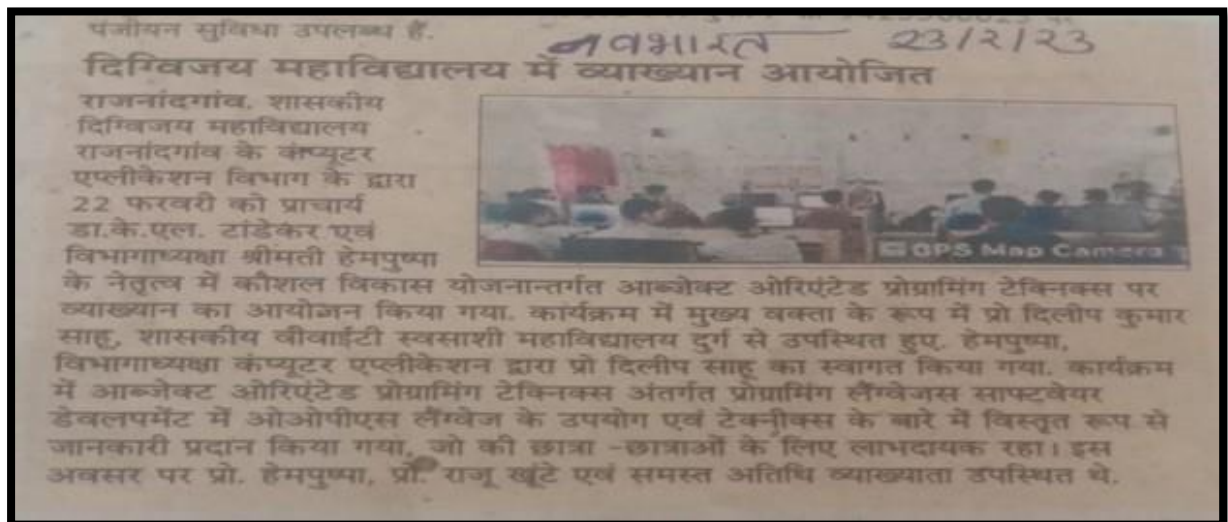 पंजीयन सुविधा उपलब्ध है.
नवभारत 23/2/23
दिग्विजय महाविद्यालय में व्याख्यान आयोजित
राजनांदगांव. शासकीय
दिग्विजय महाविद्यालय
राजनांदगांव के कंप्यूटर
एप्लीकेशन विभाग के द्वारा
22 फरवरी को प्राचार्य
डा.के.एल. टांडेकर एवं
विभागाध्यक्षा श्रीमती हेमपुष्पा
GPS Map Camera
के नेतृत्व में कौशल विकास योजनान्तर्गत आब्जेक्ट ओरिएंटेड प्रोग्रामिंग टेक्निक्स पर
व्याख्यान का आयोजन किया गया. कार्यक्रम में मुख्य वक्ता के रूप में प्रो दिलीप कुमार
साहू, शासकीय वीवाईटी स्वसाशी महाविद्यालय दुर्ग से उपस्थित हुए. हेमपुष्पा,
विभागाध्यक्षा कंप्यूटर एप्लीकेशन द्वारा प्रो दिलीप साहू का स्वागत किया गया. कार्यक्रम
में आब्जेक्ट ओरिएंटेड प्रोग्रामिंग टेक्निक्स अंतर्गत प्रोग्रामिंग लैंग्वेजस साफ्टवेयर
डेवलपमेंट में ओओपीएस लैंग्वेज के उपयोग एवं टेक्नीक्स के बारे में विस्तृत रूप से
जानकारी प्रदान किया गया, जो की छात्रा -छात्राओं के लिए लाभदायक रहा। इस
अवसर पर प्रो. हेमपुष्पा, प्रो. राजू खूंटे एवं समस्त अतिथि व्याख्याता उपस्थित थे.